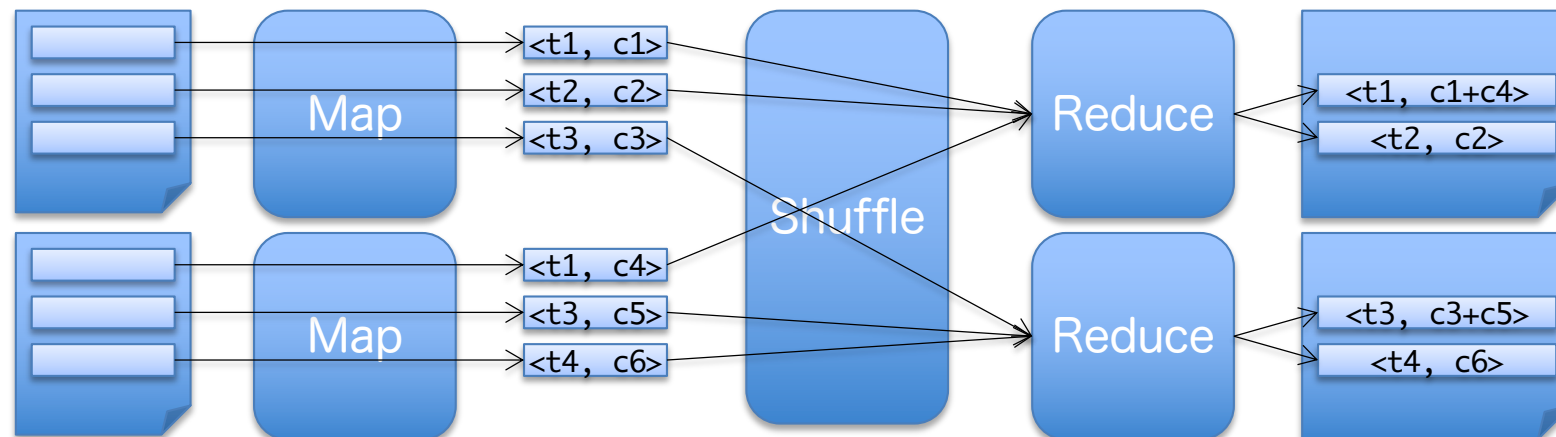 Map
<t1, c1>
<t2, c2>
<t3, c3>
Shuffle
Reduce
<t1, c1+c4>
<t2, c2>
Map
<t1, c4>
<t3, c5>
<t4, c6>
Reduce
<t3, c3+c5>
<t4, c6>